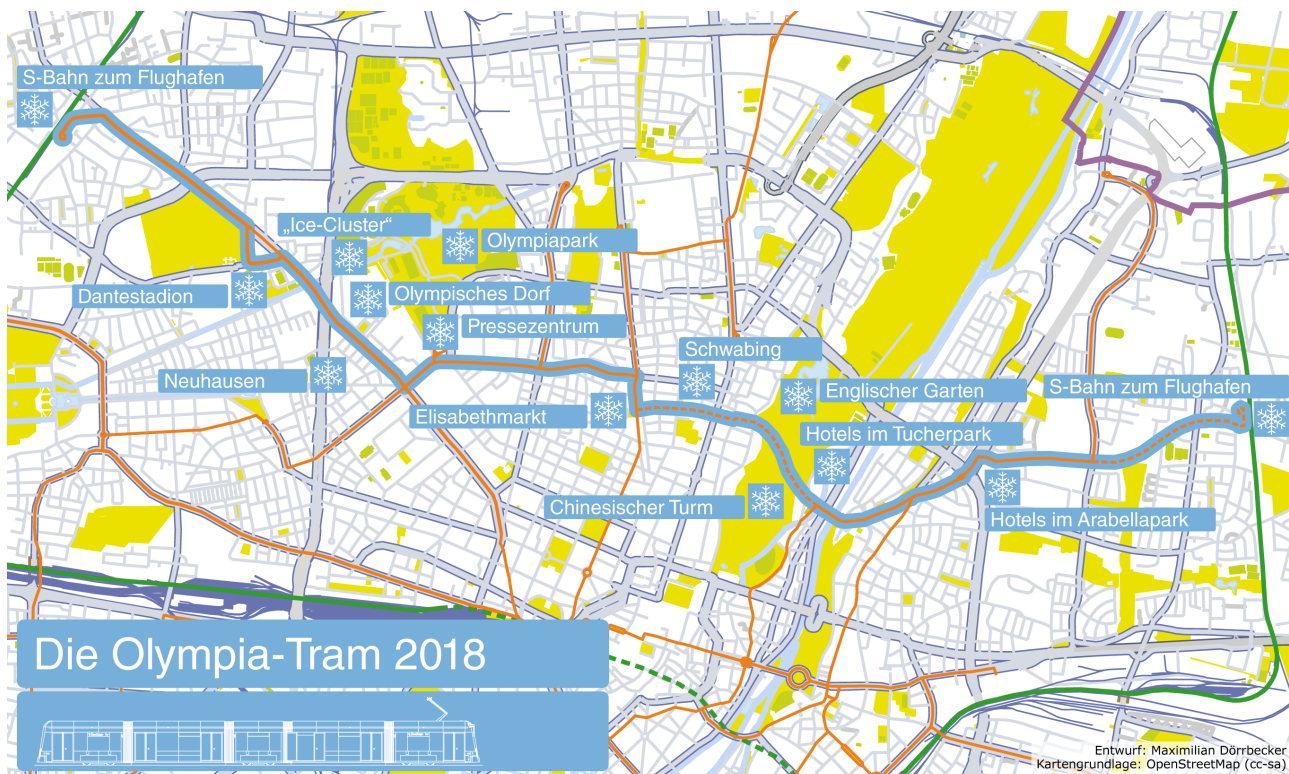 S-Bahn zum Flughafen
„Ice-Cluster“
Olympiapark
Dantestadion
Olympisches Dorf
Pressezentrum
Schwabing
Neuhausen
Englischer Garten
S-Bahn zum Flughafen
Elisabethmarkt
Hotels im Tucherpark
Chinesischer Turm
Hotels im Arabellapark
Die Olympia-Tram 2018
Entwurf: Maximilian Dörrbecker
Kartengrundlage: OpenStreetMap (cc-sa)